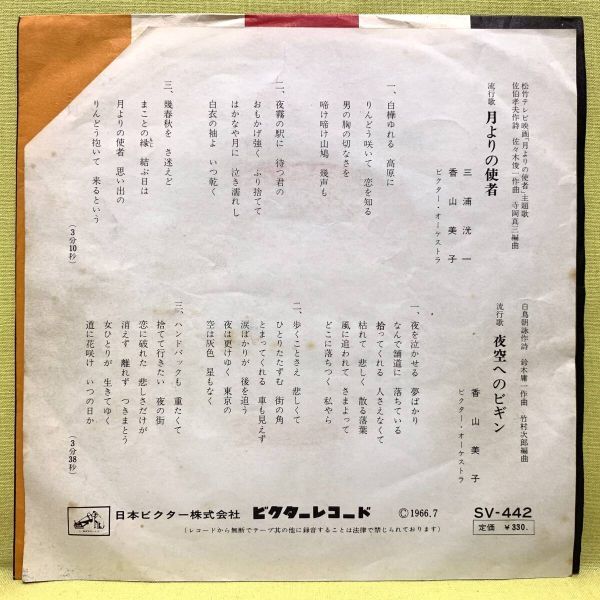 松竹テレビ映画「月よりの使者」主題歌
佐伯孝夫作詩 佐々木俊一作曲 寺岡真三編曲
流行歌 月よりの使者
三浦洸一
香山美子
ビクター・オーケストラ
一、白樺ゆれる 高原に
りんどう咲いて 恋を知る
男の胸の切なさを
啼け啼け山鳩 幾声も
二、夜霧の駅に 待つ君の
おもかげ強く ふり捨てて
はかなや月に 泣き濡れし
白衣の袖よ いつ乾く
三、幾春秋を さ迷えど
まことの縁 結ぶ日は
月よりの使者 思い出の
りんどう抱いて 来るという
(3分10秒)
白鳥朝詠作詩 鈴木庸一作曲 竹村次郎編曲
流行歌 夜空へのビギン
香山美子
ビクター・オーケストラ
一、夜を泣かせる 夢ばかり
なんで舗道に 落ちている
拾ってくれる 人さえなくて
枯れて 悲しく 散る落葉
風に追われて さまよって
どこに落ちつく 私やら
二、歩くことさえ 悲しくて
ひとりたたずむ 街の角
とまってくれる 車も見えず
涙ばかりが 後を追う
夜は更けゆく 東京の
空は灰色 星もなく
三、ハンドバックも 重たくて
捨てて行きたい 夜の街
恋に破れた 悲しさだけが
消えず 離れず つきまとう
女ひとりが 生きてゆく
道に花咲け いつの日か
(3分38秒)
日本ビクター株式会社 ビクターレコード ©1966.7 SV-442
(レコードから無断でテープ其の他に録音することは法律で禁じられております) 定価 ¥330.